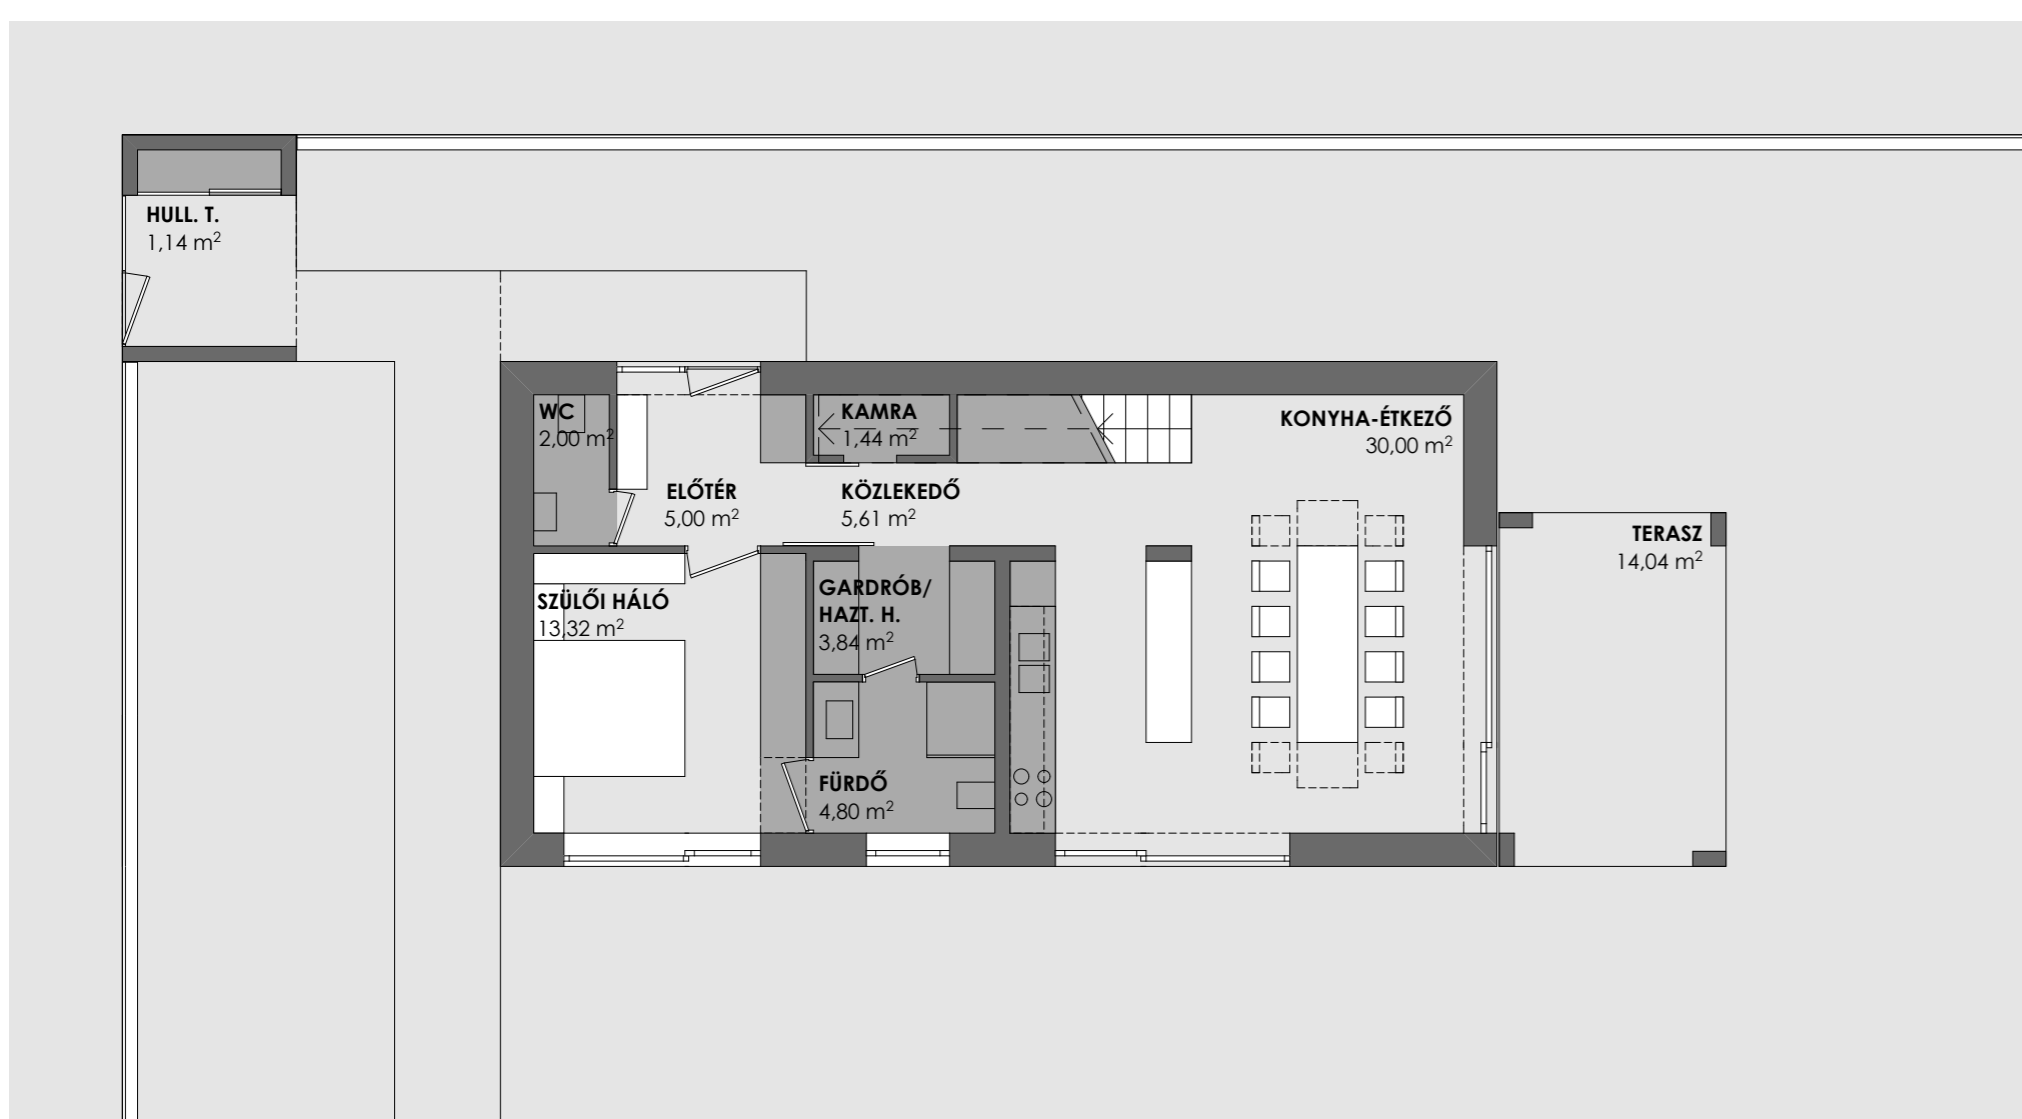 HULL. T.
1,14 m²
WC
2,00 m²
KAMRA
1,44 m²
KONYHA-ÉTKEZŐ
30,00 m²
ELŐTÉR
5,00 m²
KÖZLEKEDŐ
5,61 m²
TERASZ
14,04 m²
SZÜLŐI HÁLÓ
13,32 m²
GARDRÓB/
HAZT. H.
3,84 m²
FÜRDŐ
4,80 m²